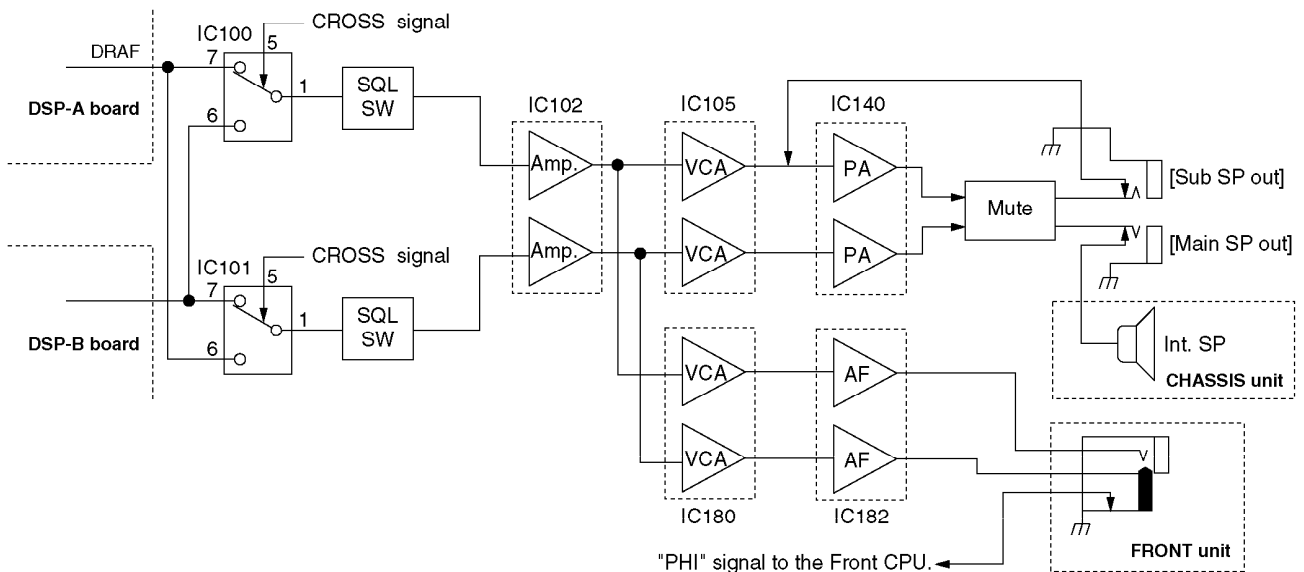 IC100
CROSS signal
DRAF
7
5
1
6
DSP-A board
SQL
SW
IC102
IC105
IC140
Amp.
VCA
PA
[Sub SP out]
Mute
Amp.
VCA
PA
[Main SP out]
IC101
CROSS signal
7
5
1
6
DSP-B board
SQL
SW
Int. SP
CHASSIS unit
VCA
AF
VCA
AF
IC180
IC182
FRONT unit
"PHI" signal to the Front CPU.